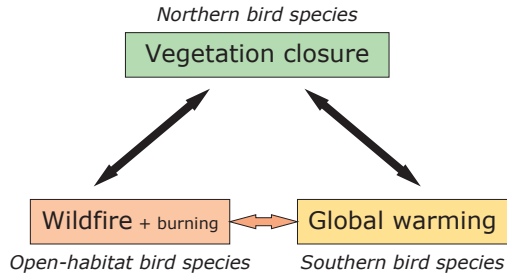 Northern bird species
Vegetation closure
Wildfire + burning
Global warming
Open-habitat bird species
Southern bird species